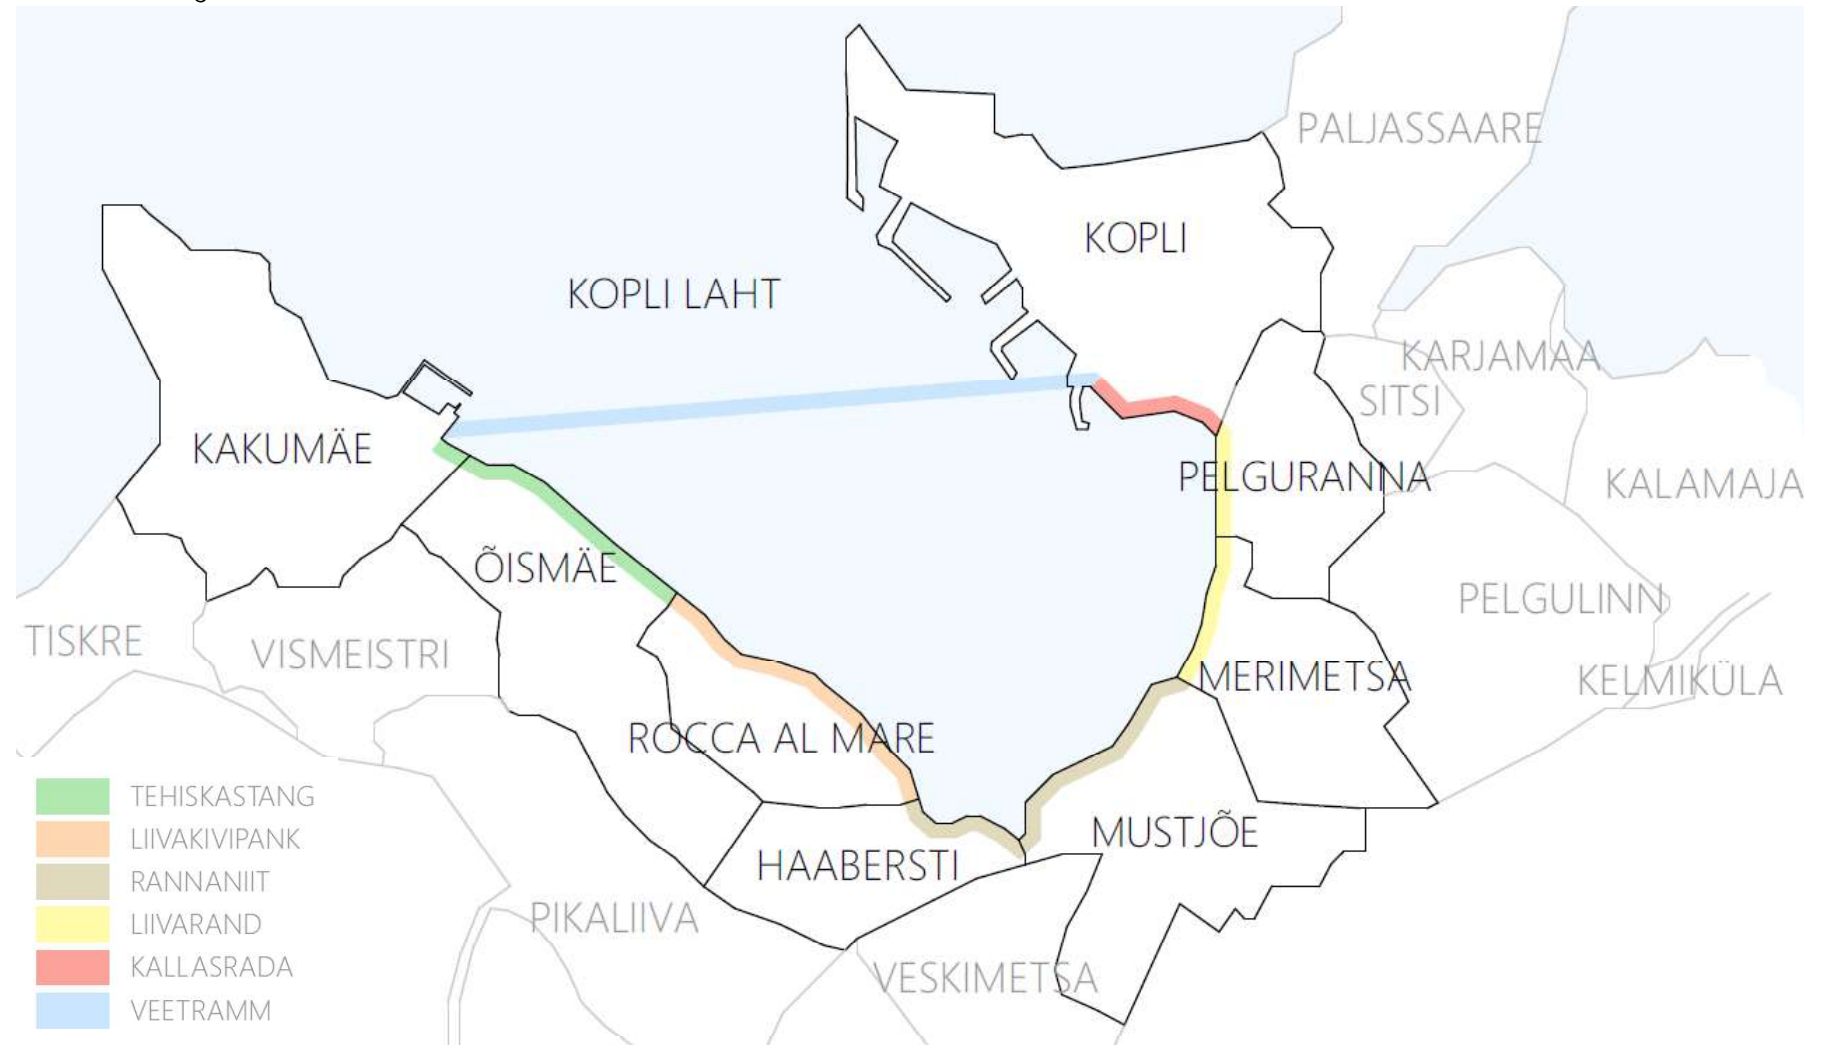 PALJASSAARE
KOPLI
KOPLI LAHT
KARJAMAA
SITSI
KAKUMÄE
PELGURANNA
KALAMAJA
ÕISMÄE
PELGULINN
TISKRE
VISMEISTRI
MERIMETSA
KELMIKÜLA
ROCCA AL MARE
TEHISKASTANG
LIIVAKIVIPANK
MUSTJÕE
HAABERSTI
RANNANIIT
PIKALIIVA
LIIVARAND
KALLASRADA
VESKIMETSA
VEETRAMM